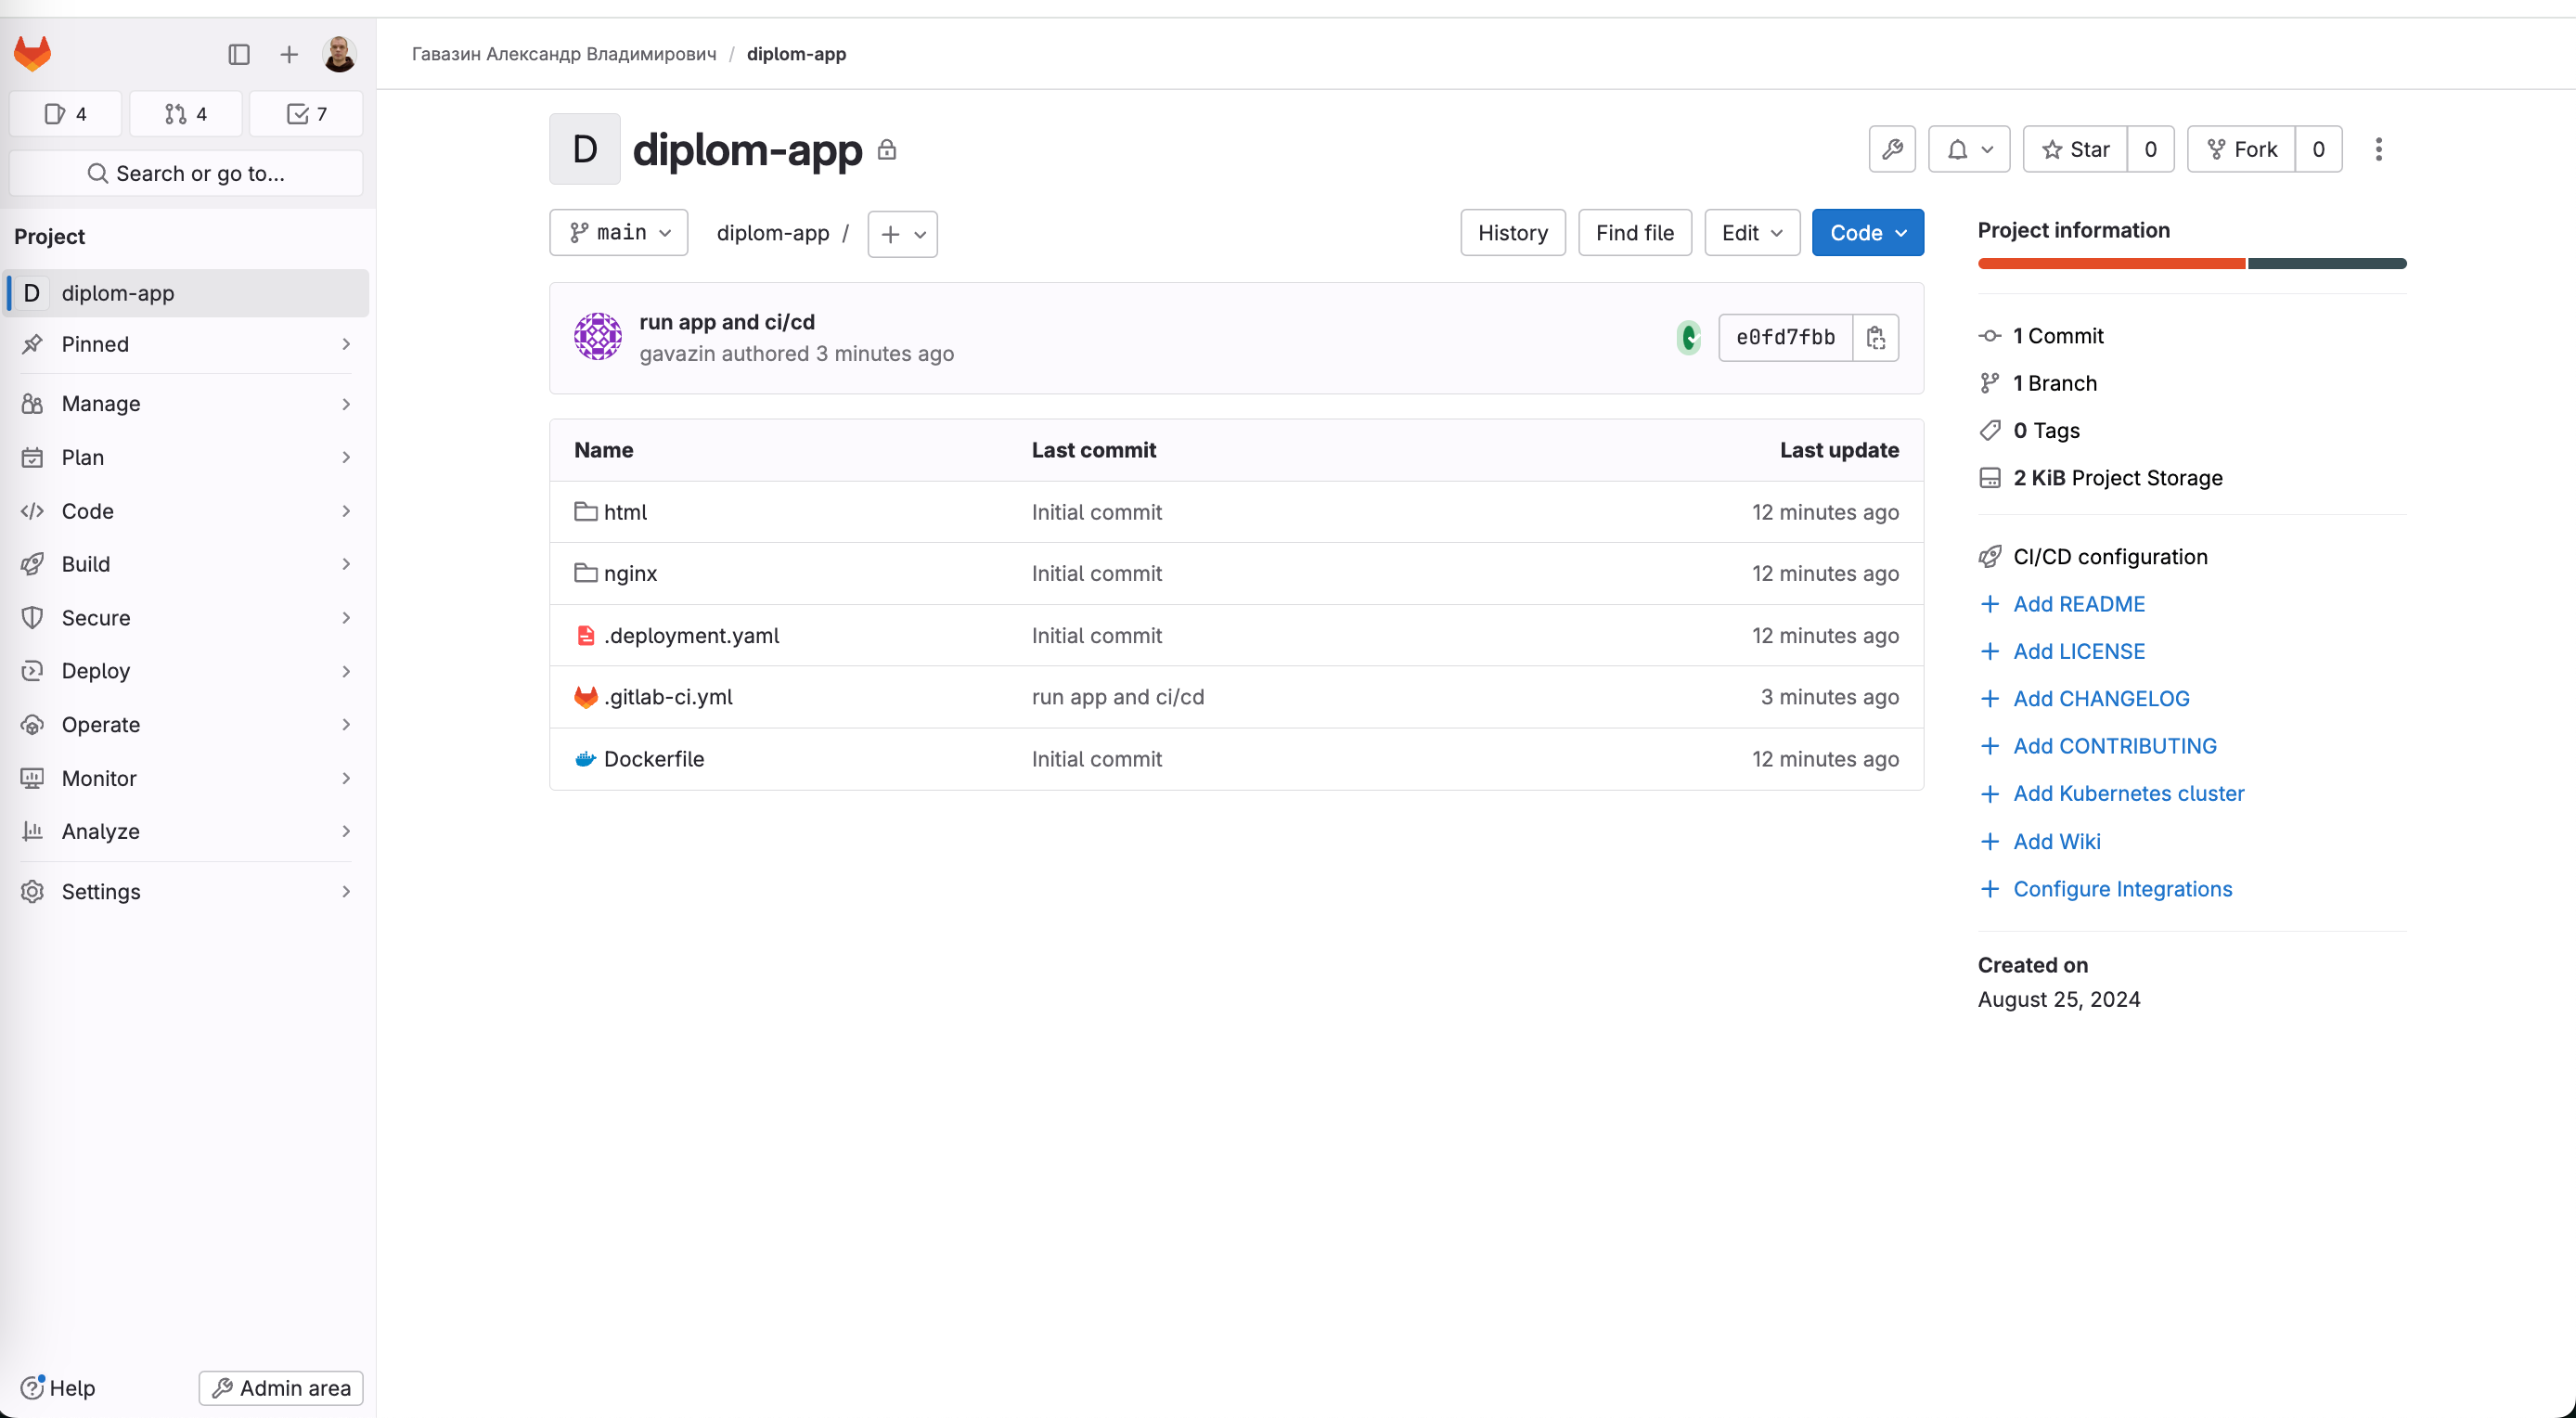 Гавазин Александр Владимирович / diplom-app
4 4 7
Search or go to...
Project
D diplom-app
Pinned
Manage
Plan
Code
Build
Secure
Deploy
Operate
Monitor
Analyze
Settings
Help
Admin area
D diplom-app
Star 0
Fork 0
main
diplom-app /
History
Find file
Edit
Code
run app and ci/cd
gavazin authored 3 minutes ago
e0fd7fbb
Name Last commit Last update
html Initial commit 12 minutes ago
nginx Initial commit 12 minutes ago
.deployment.yaml Initial commit 12 minutes ago
.gitlab-ci.yml run app and ci/cd 3 minutes ago
Dockerfile Initial commit 12 minutes ago
Project information
1 Commit
1 Branch
0 Tags
2 KiB Project Storage
CI/CD configuration
Add README
Add LICENSE
Add CHANGELOG
Add CONTRIBUTING
Add Kubernetes cluster
Add Wiki
Configure Integrations
Created on
August 25, 2024